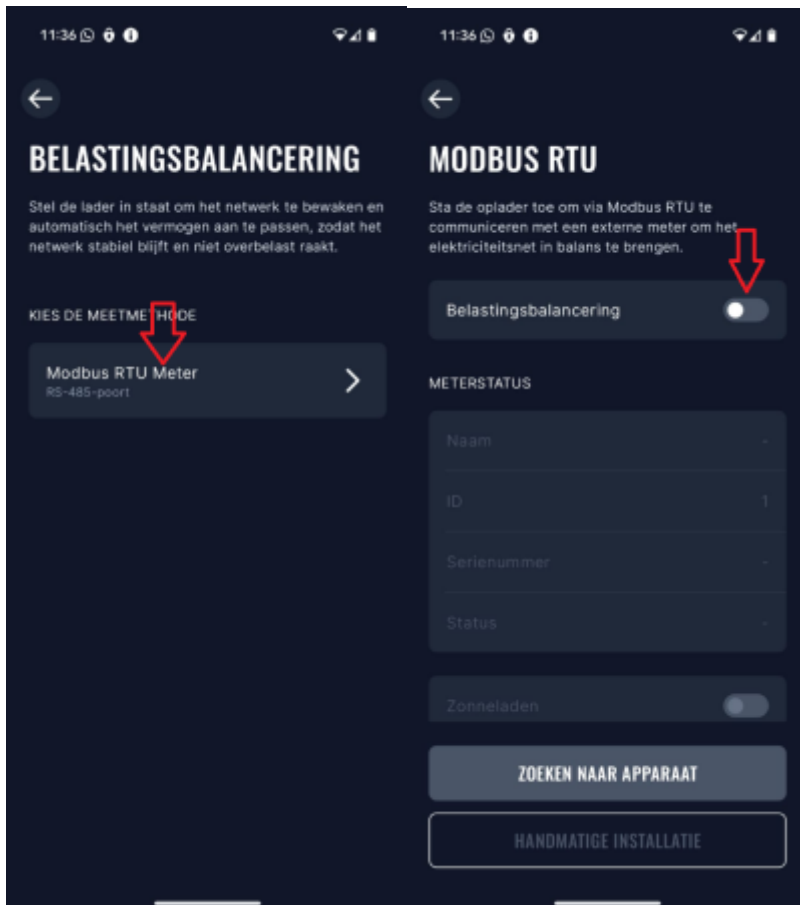 11:36
BELASTINGSBALANCERING
Stel de lader in staat om het netwerk te bewaken en
automatisch het vermogen aan te passen, zodat het
netwerk stabiel blijft en niet overbelast raakt.
KIES DE MEETMETHODE
Modbus RTU Meter
RS-485-poort
11:36
MODBUS RTU
Sta de oplader toe om via Modbus RTU te
communiceren met een externe meter om het
elektriciteitsnet in balans te brengen.
Belastingsbalancering
METERSTATUS
Naam -
ID 1
Serienummer -
Status -
Zonneladen
ZOEKEN NAAR APPARAAT
HANDMATIGE INSTALLATIE